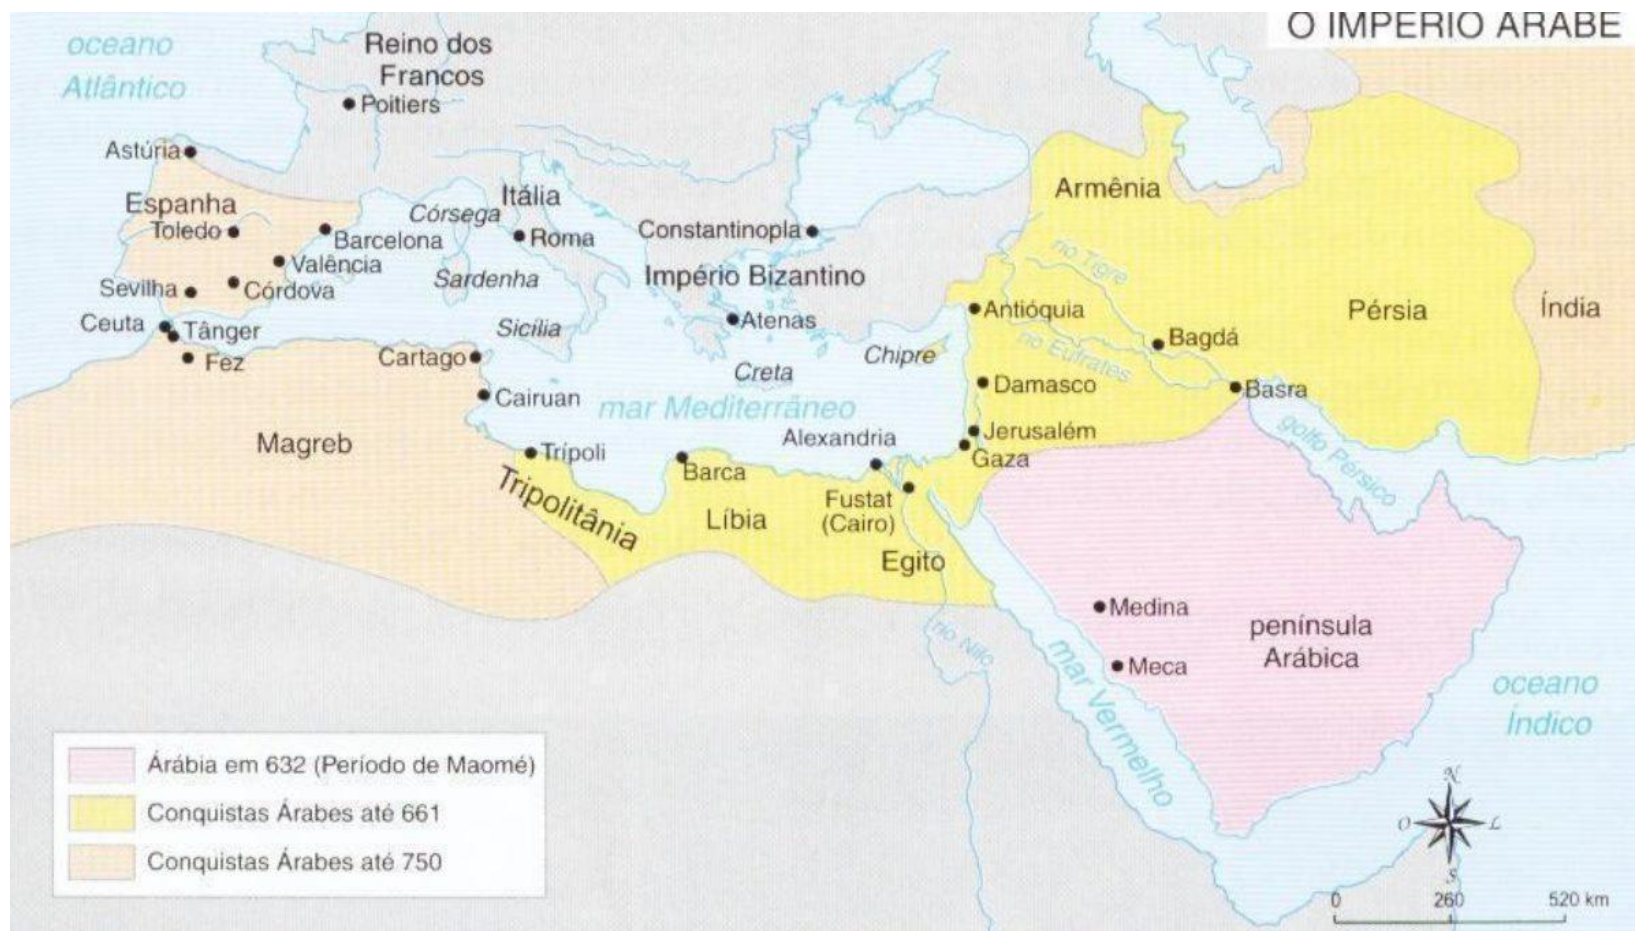 O IMPÉRIO ÁRABE
oceano
Atlântico
Reino dos
Francos
Poitiers
Astúria
Espanha
Toledo
Barcelona
Valência
Sevilha
Córdova
Ceuta
Tânger
Fez
Córsega
Itália
Roma
Sardenha
Sicília
Cartago
Cairuan
Constantinopla
Império Bizantino
Atenas
Creta
Chipre
mar Mediterrâneo
Armênia
rio Tigre
Antióquia
rio Eufrates
Bagdá
Pérsia
Índia
Damasco
Basra
Jerusalém
Gaza
golfo Pérsico
Magreb
Trípoli
Tripolitânia
Barca
Líbia
Alexandria
Fustat
(Cairo)
Egito
rio Nilo
Medina
Meca
península
Arábica
mar Vermelho
oceano
Índico
Árábia em 632 (Período de Maomé)
Conquistas Árabes até 661
Conquistas Árabes até 750
N
O
L
S
0 260 520 km